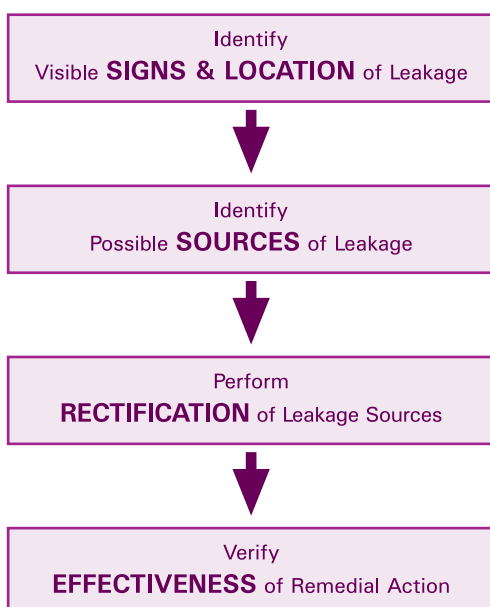 Identify
Visible SIGNS & LOCATION of Leakage
Identify
Possible SOURCES of Leakage
Perform
RECTIFICATION of Leakage Sources
Verify
EFFECTIVENESS of Remedial Action